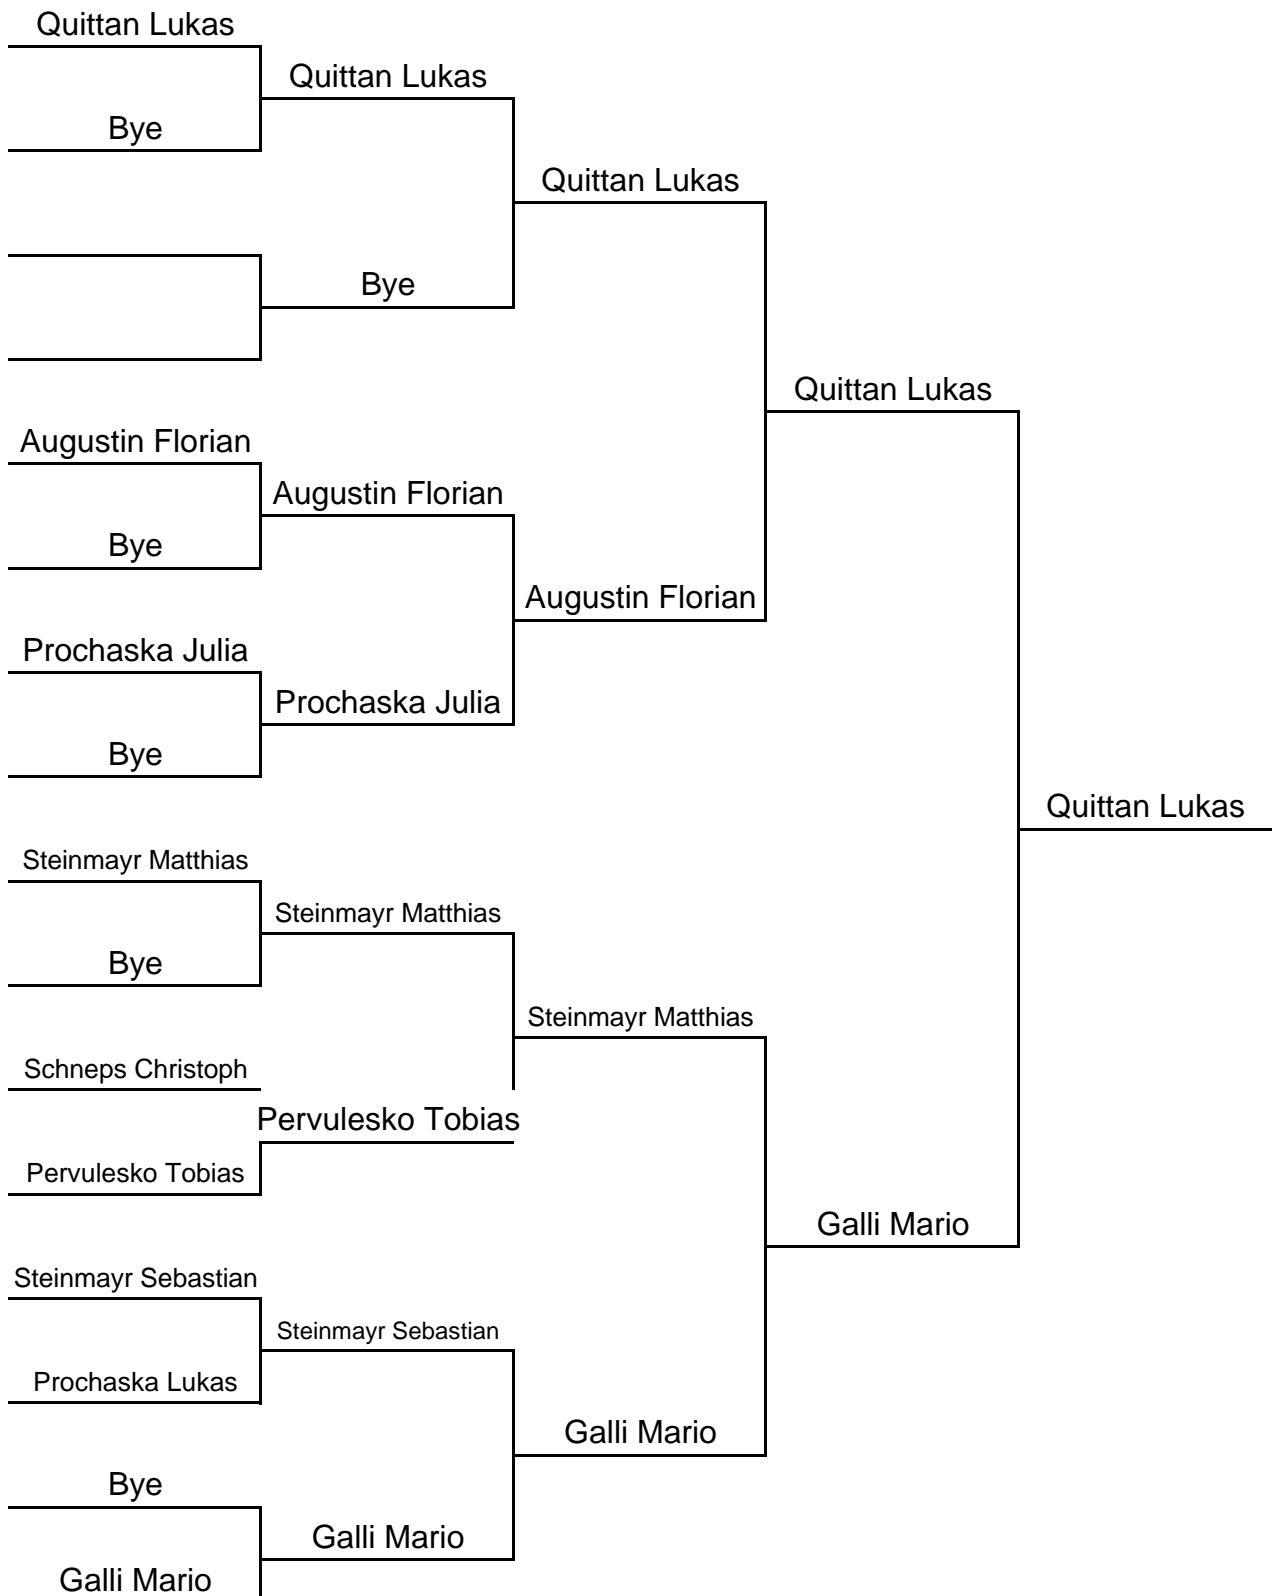 Quittan Lukas
Quittan Lukas
Bye
Quittan Lukas
Bye
Quittan Lukas
Augustin Florian
Augustin Florian
Bye
Augustin Florian
Prochaska Julia
Prochaska Julia
Bye
Quittan Lukas
Steinmayr Matthias
Steinmayr Matthias
Bye
Steinmayr Matthias
Schneps Christoph
Pervulesko Tobias
Pervulesko Tobias
Galli Mario
Steinmayr Sebastian
Steinmayr Sebastian
Prochaska Lukas
Galli Mario
Bye
Galli Mario
Galli Mario